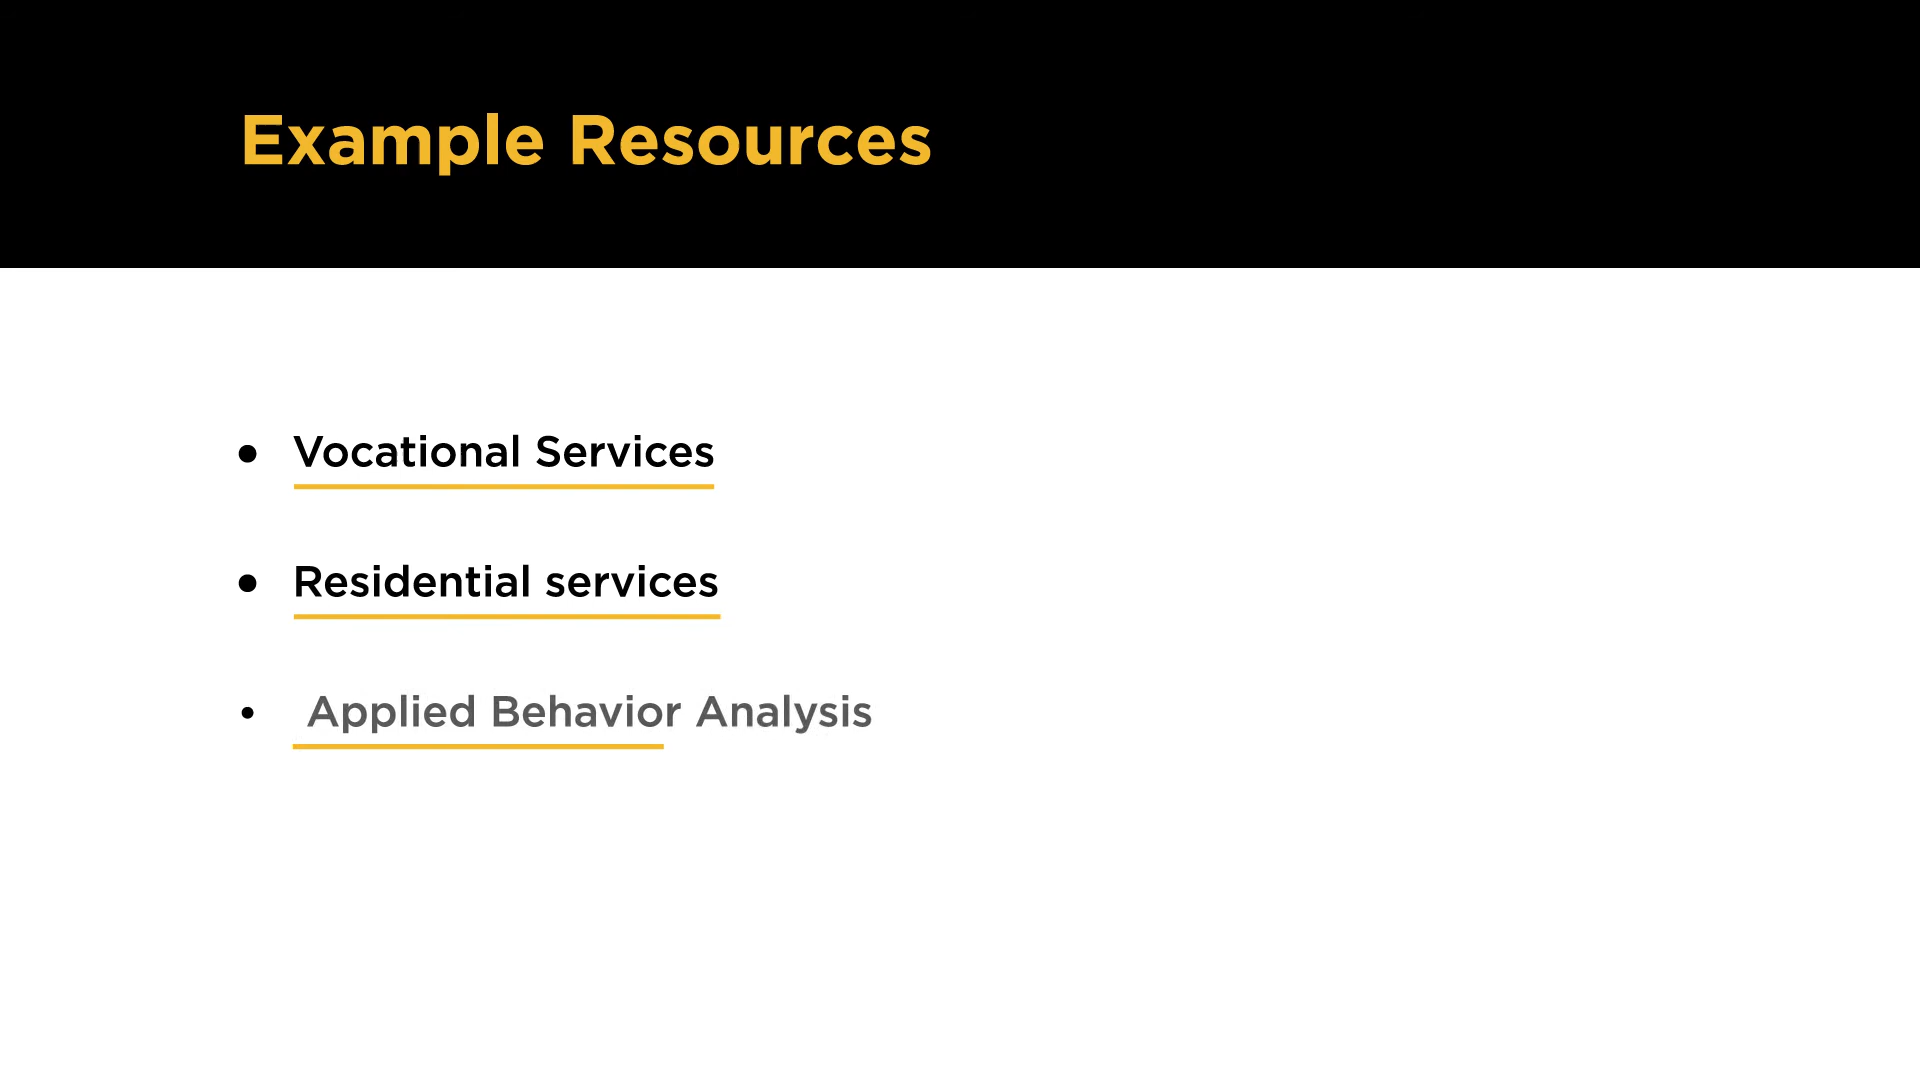 Example Resources
• Vocational Services
• Residential services
• Applied Behavior Analysis